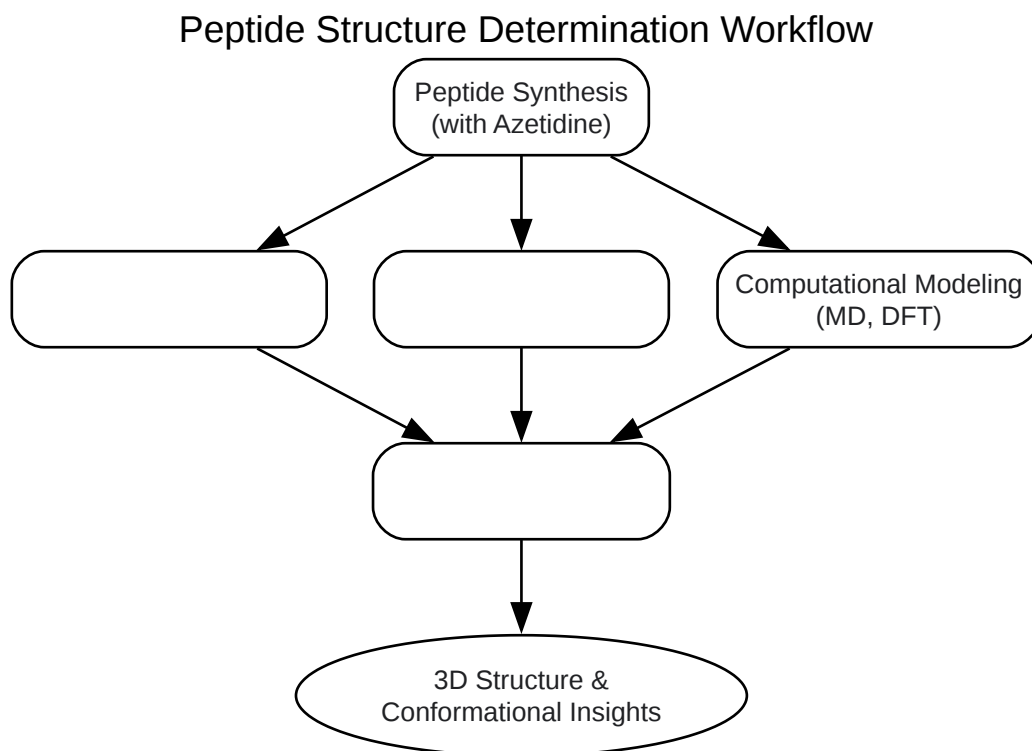 Peptide Structure Determination Workflow
Peptide Synthesis
(with Azetidine)
Computational Modeling
(MD, DFT)
3D Structure &
Conformational Insights